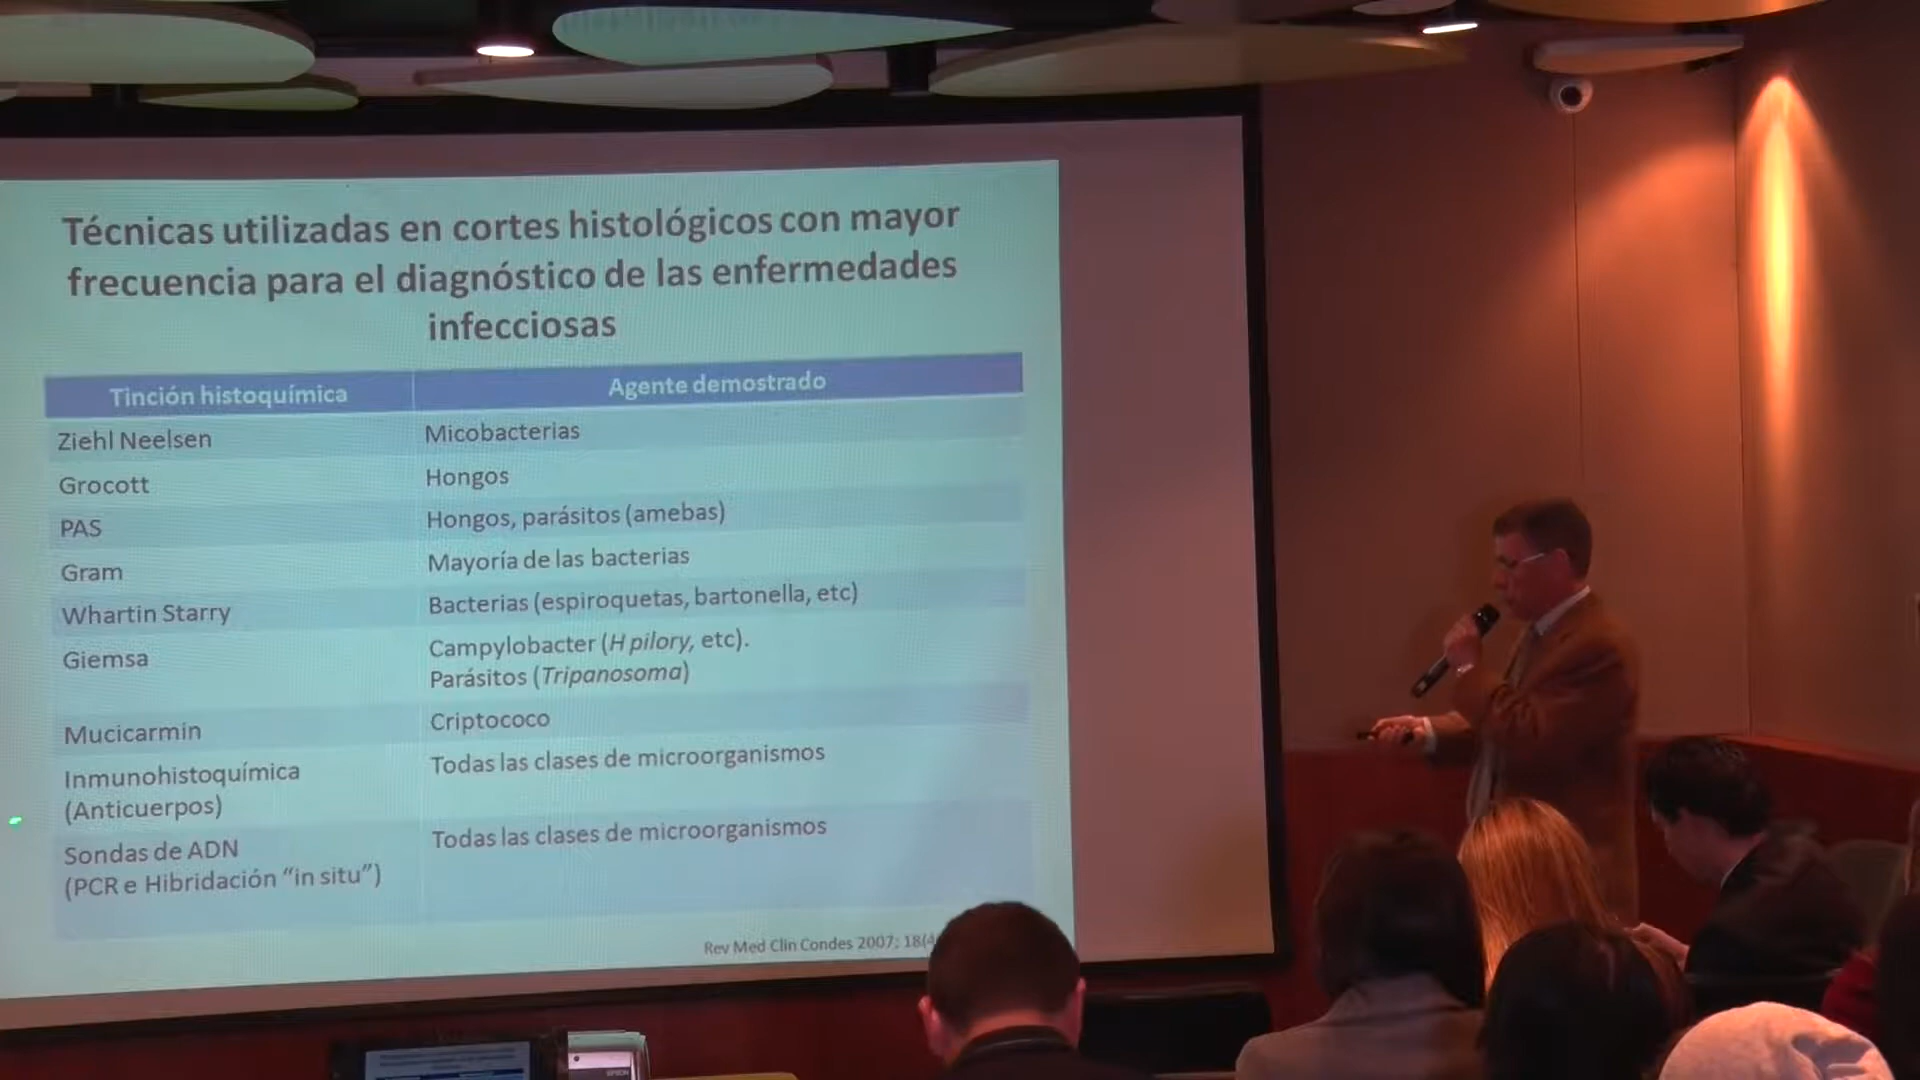 Técnicas utilizadas en cortes histológicos con mayor
frecuencia para el diagnóstico de las enfermedades
infecciosas
Tinción histoquímica Agente demostrado
Ziehl Neelsen Micobacterias
Grocott Hongos
PAS Hongos, parásitos (amebas)
Gram Mayoría de las bacterias
Whartin Starry Bacterias (espiroquetas, bartonella, etc)
Giemsa Campylobacter (H pilory, etc).
Parásitos (Tripanosoma)
Mucicarmin Criptococo
Inmunohistoquímica Todas las clases de microorganismos
(Anticuerpos)
Sondas de ADN Todas las clases de microorganismos
(PCR e Hibridación "in situ")
Rev Med Clin Condes 2007; 18(4
EPSON